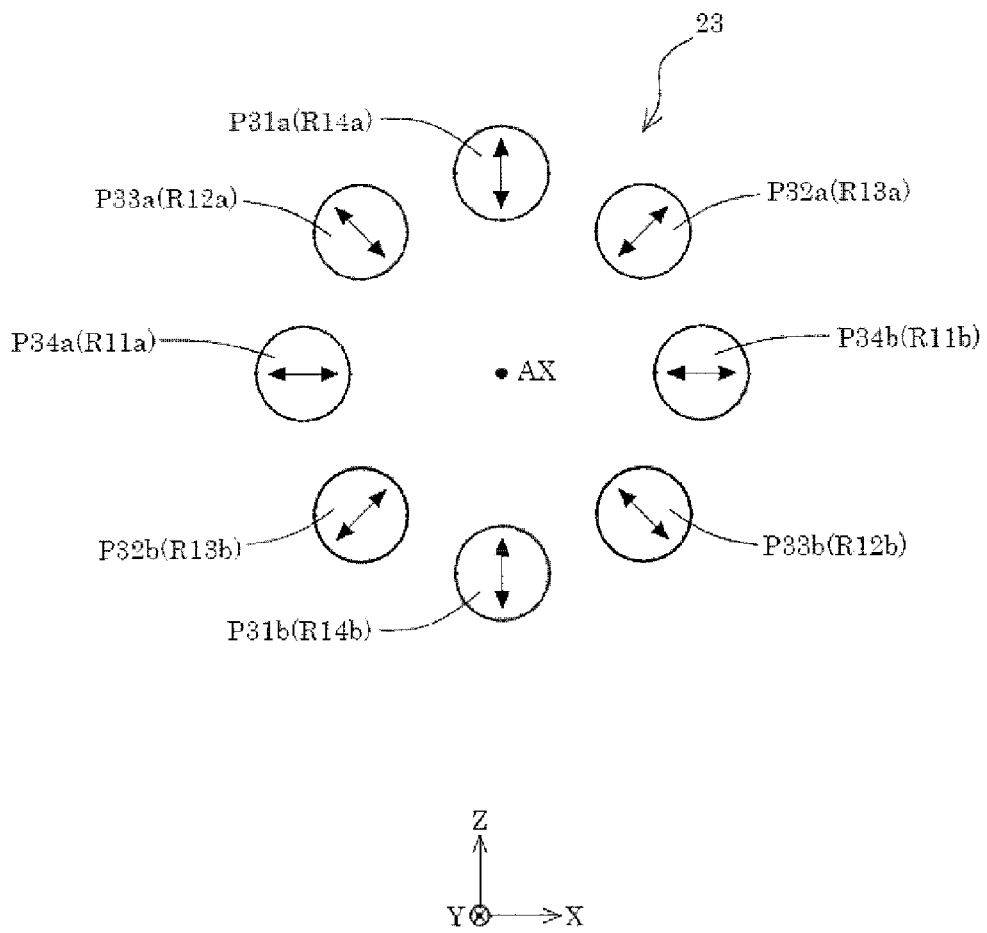 23
P31a(R14a)
P33a(R12a)
P32a(R13a)
P34a(R11a)
P34b(R11b)
AX
P32b(R13b)
P33b(R12b)
P31b(R14b)
Z
Y X